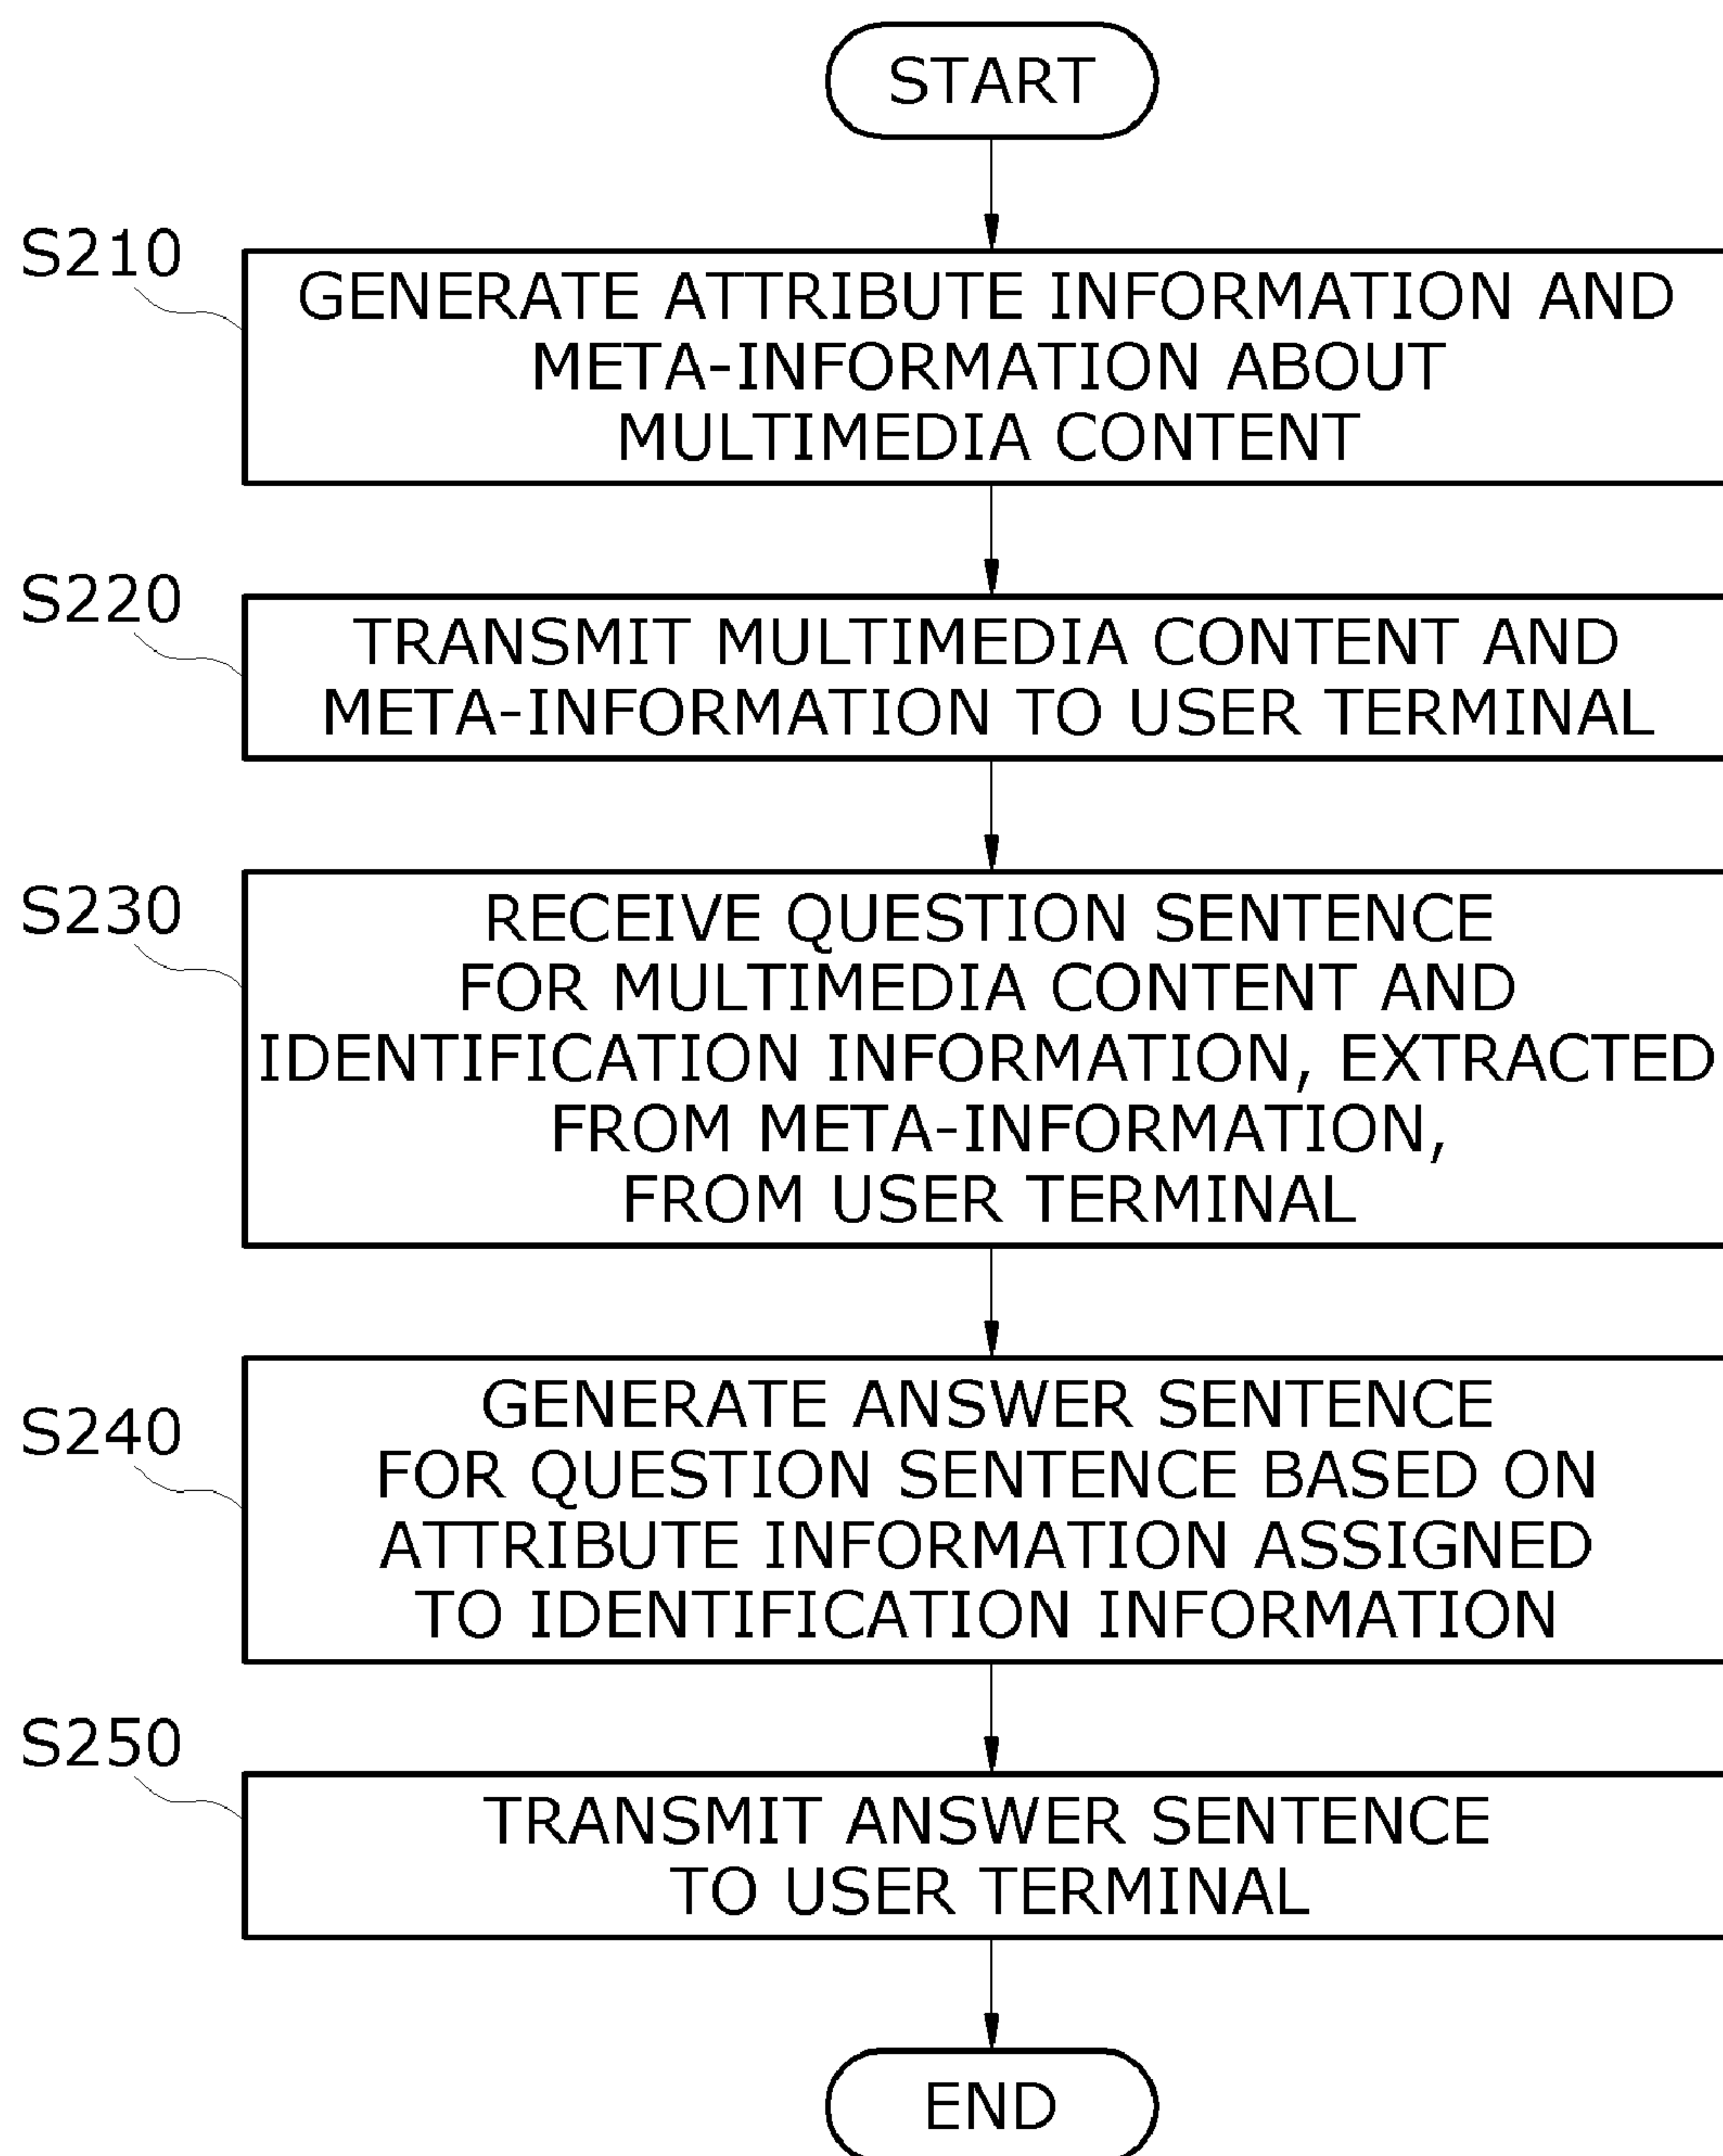 START
S210
GENERATE ATTRIBUTE INFORMATION AND
META-INFORMATION ABOUT
MULTIMEDIA CONTENT
S220
TRANSMIT MULTIMEDIA CONTENT AND
META-INFORMATION TO USER TERMINAL
S230
RECEIVE QUESTION SENTENCE
FOR MULTIMEDIA CONTENT AND
IDENTIFICATION INFORMATION, EXTRACTED
FROM META-INFORMATION,
FROM USER TERMINAL
S240
GENERATE ANSWER SENTENCE
FOR QUESTION SENTENCE BASED ON
ATTRIBUTE INFORMATION ASSIGNED
TO IDENTIFICATION INFORMATION
S250
TRANSMIT ANSWER SENTENCE
TO USER TERMINAL
END